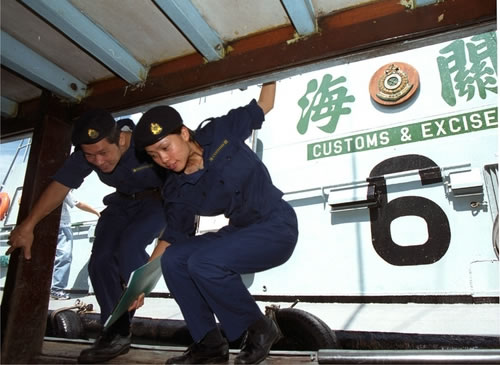 海 關
CUSTOMS & EXCISE
6